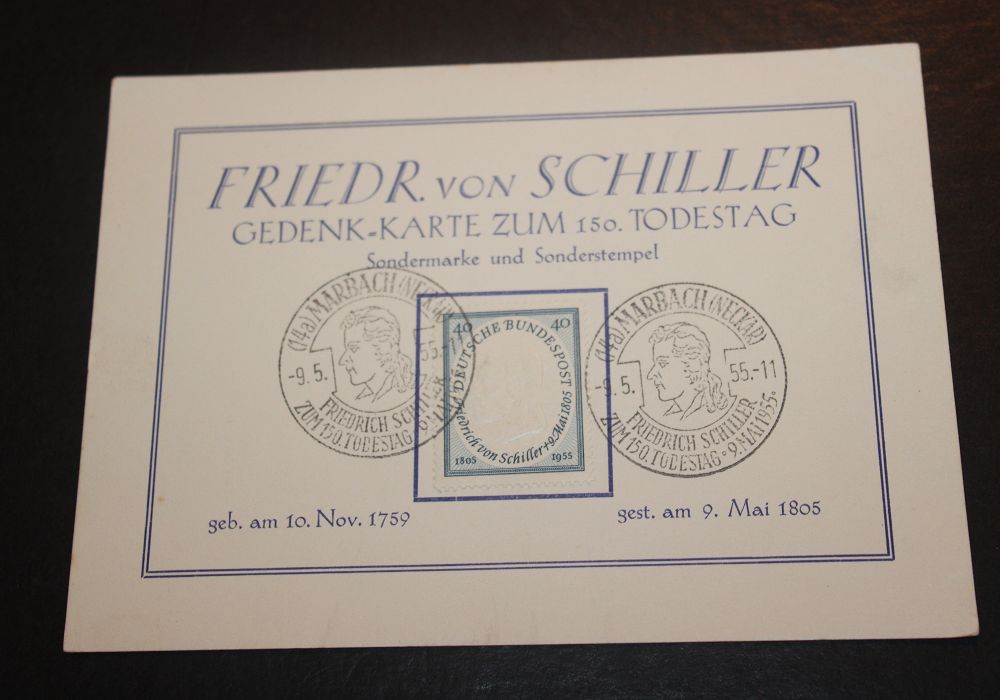 FRIEDR. VON SCHILLER
GEDENK-KARTE ZUM 150. TODESTAG
Sondermarke und Sonderstempel
(14a) MARBACH (NECKAR)
-9.5.
55.-11
FRIEDRICH SCHILLER
ZUM 150. TODESTAG
40 40
DEUTSCHE BUNDESPOST
Friedrich von Schiller + 9. Mai 1805
1805 1955
(14a) MARBACH (NECKAR)
-9.5.
55.-11
FRIEDRICH SCHILLER
ZUM 150. TODESTAG • 9. MAI 1955 •
geb. am 10. Nov. 1759
gest. am 9. Mai 1805